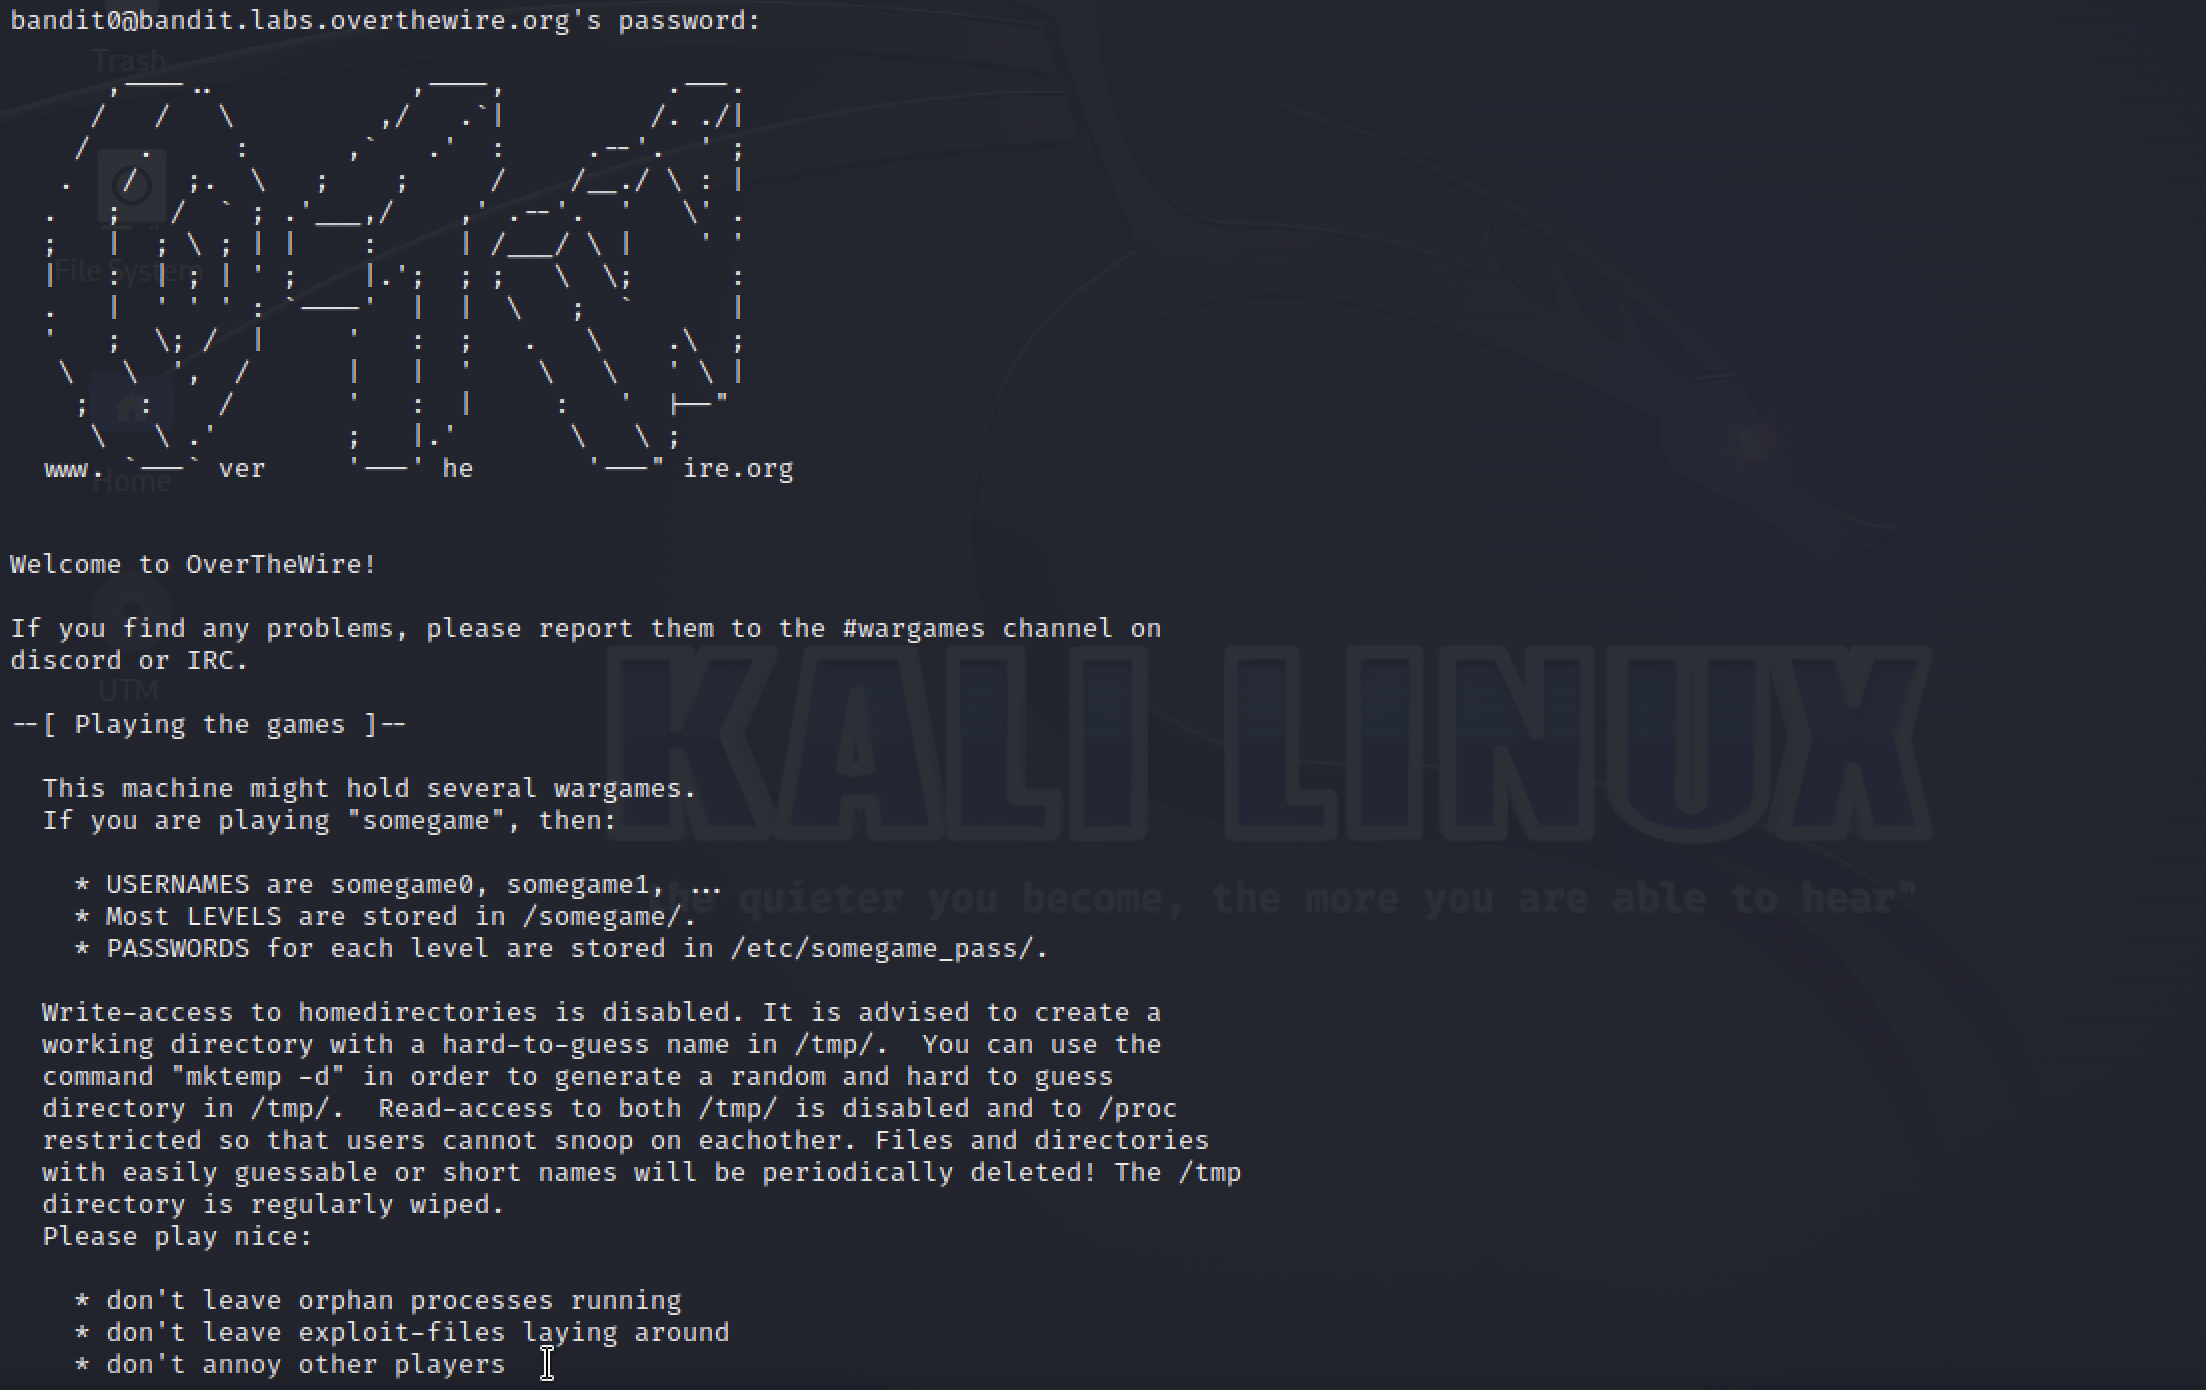 bandit0@bandit.labs.overthewire.org's password:
Trash
File System
Home
www. ver he ire.org
Welcome to OverTheWire!
If you find any problems, please report them to the #wargames channel on
discord or IRC.
UTM
--[ Playing the games ]--
KALI LINUX
This machine might hold several wargames.
If you are playing "somegame", then:
* USERNAMES are somegame0, somegame1, ...
"the quieter you become, the more you are able to hear"
* Most LEVELS are stored in /somegame/.
* PASSWORDS for each level are stored in /etc/somegame_pass/.
Write-access to homedirectories is disabled. It is advised to create a
working directory with a hard-to-guess name in /tmp/.  You can use the
command "mktemp -d" in order to generate a random and hard to guess
directory in /tmp/.  Read-access to both /tmp/ is disabled and to /proc
restricted so that users cannot snoop on eachother. Files and directories
with easily guessable or short names will be periodically deleted! The /tmp
directory is regularly wiped.
Please play nice:
* don't leave orphan processes running
* don't leave exploit-files laying around
* don't annoy other players